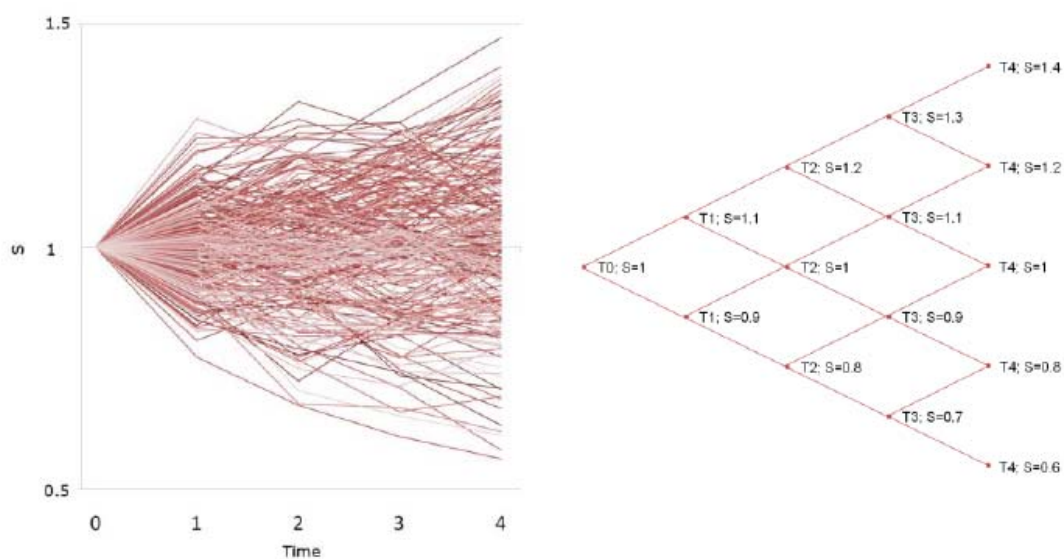 1.5
1
0.5
S
0
1
2
3
4
Time
T0; S=1
T1; S=1.1
T1; S=0.9
T2; S=1.2
T2; S=1
T2; S=0.8
T3; S=1.3
T3; S=1.1
T3; S=0.9
T3; S=0.7
T4; S=1.4
T4; S=1.2
T4; S=1
T4; S=0.8
T4; S=0.6